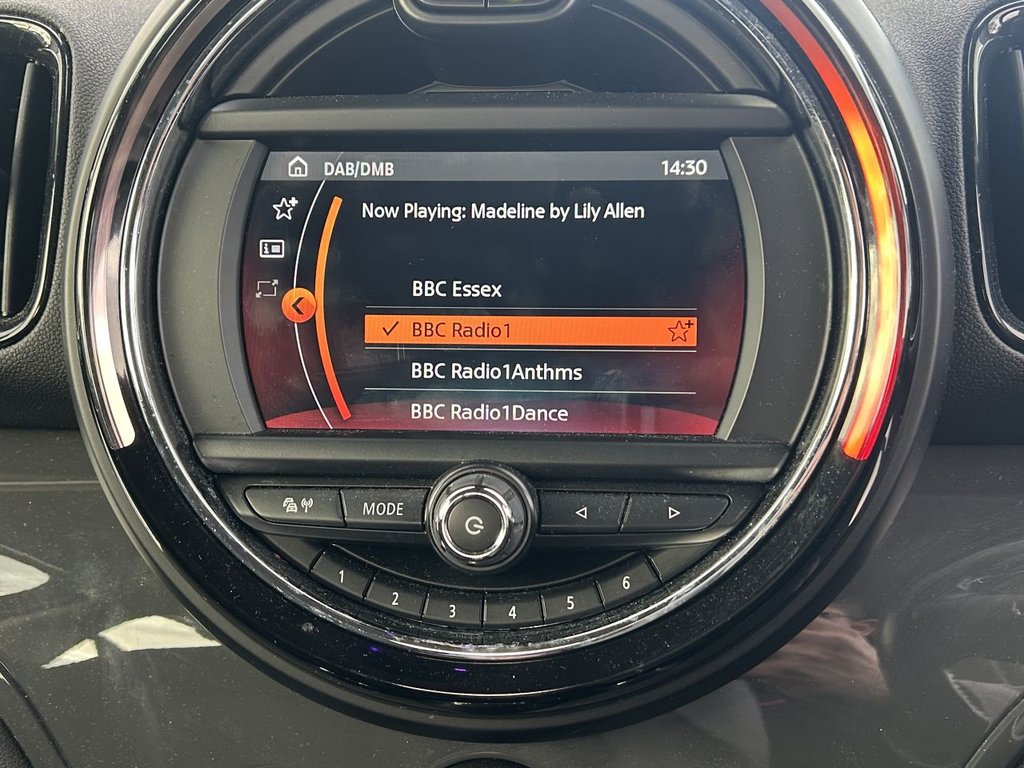 DAB/DMB 14:30
Now Playing: Madeline by Lily Allen
BBC Essex
BBC Radio1
BBC Radio1Anthms
BBC Radio1Dance
MODE
1 2 3 4 5 6